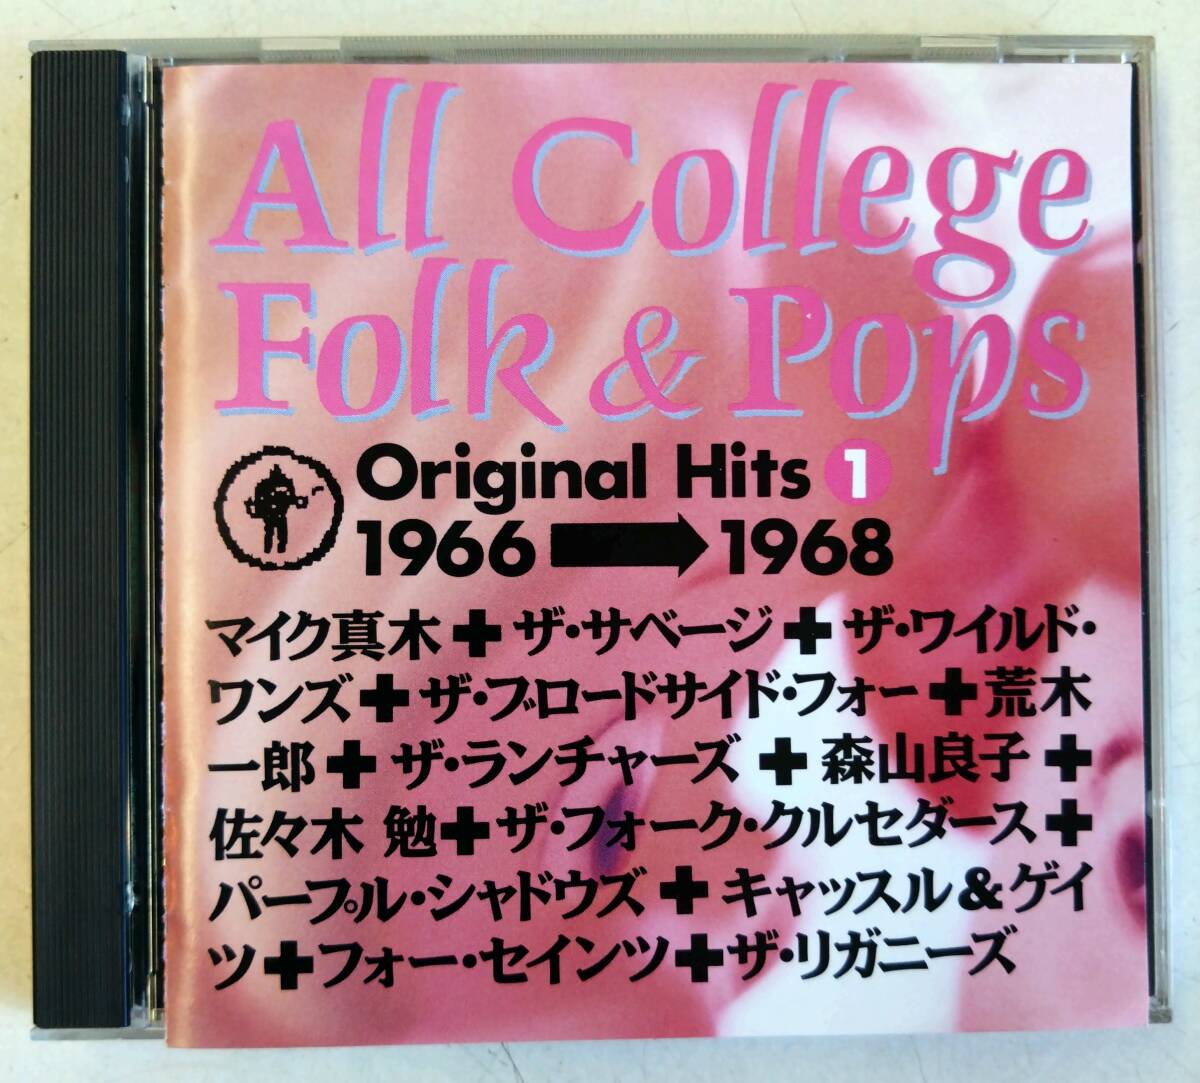 All College
Folk & Pops
Original Hits 1
1966 → 1968
マイク真木✚ザ・サベージ✚ザ・ワイルド・
ワンズ✚ザ・ブロードサイド・フォー✚荒木
一郎✚ザ・ランチャーズ✚森山良子✚
佐々木 勉✚ザ・フォーク・クルセダース✚
パープル・シャドウズ✚キャッスル&ゲイ
ツ✚フォー・セインツ✚ザ・リガニーズ